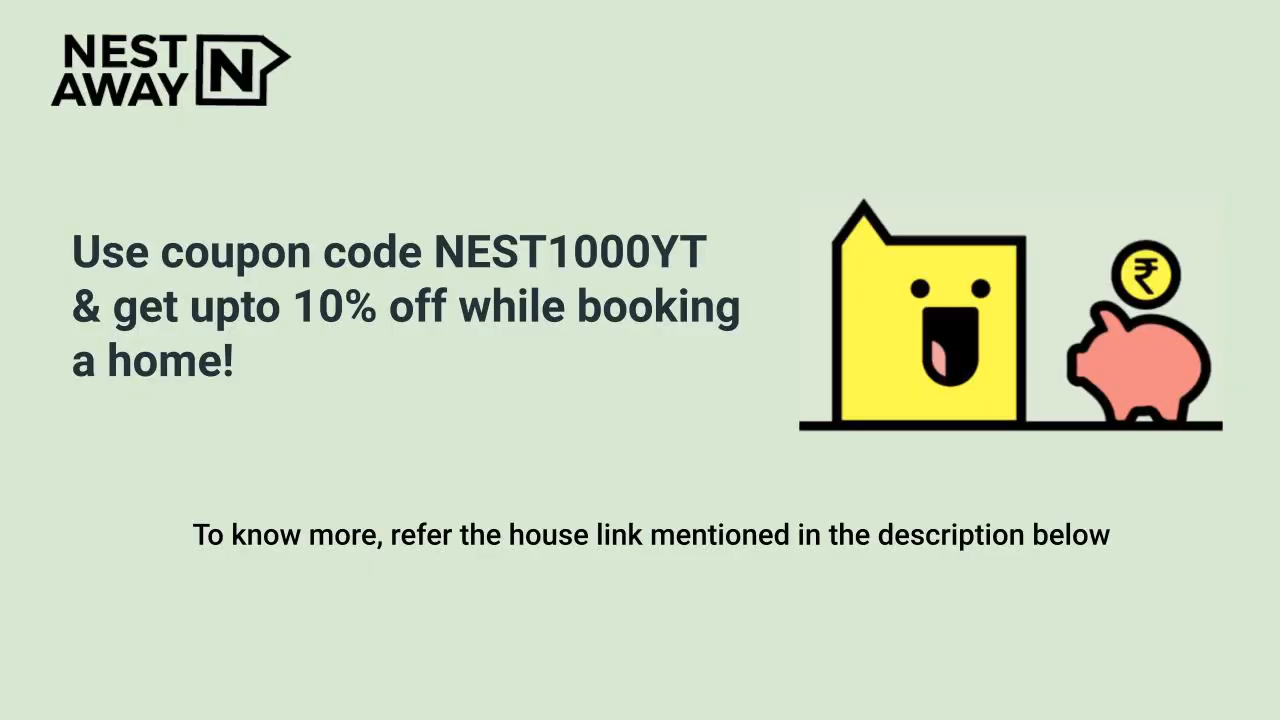 NEST
AWAY N
Use coupon code NEST1000YT
& get upto 10% off while booking
a home!
₹
To know more, refer the house link mentioned in the description below